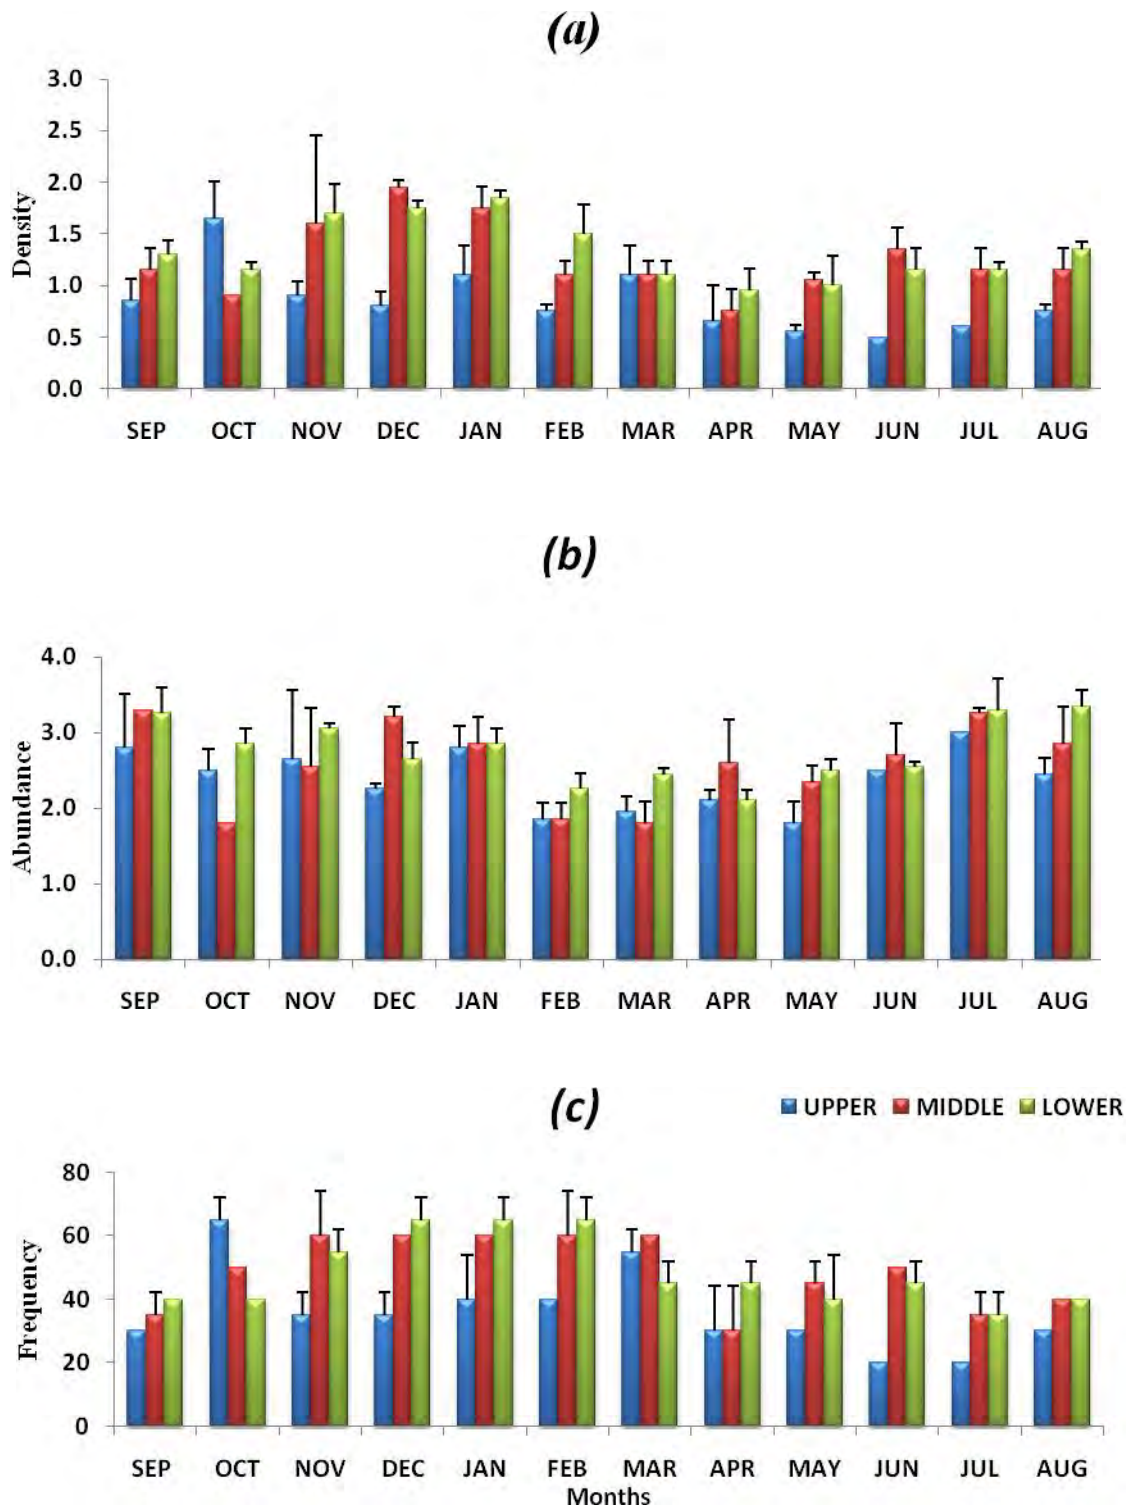 (a)
3.0
2.5
2.0
1.5
1.0
0.5
0.0
Density
SEP OCT NOV DEC JAN FEB MAR APR MAY JUN JUL AUG
(b)
4.0
3.0
2.0
1.0
0.0
Abundance
SEP OCT NOV DEC JAN FEB MAR APR MAY JUN JUL AUG
(c)
UPPER MIDDLE LOWER
80
60
40
20
0
Frequency
SEP OCT NOV DEC JAN FEB MAR APR MAY JUN JUL AUG
Months